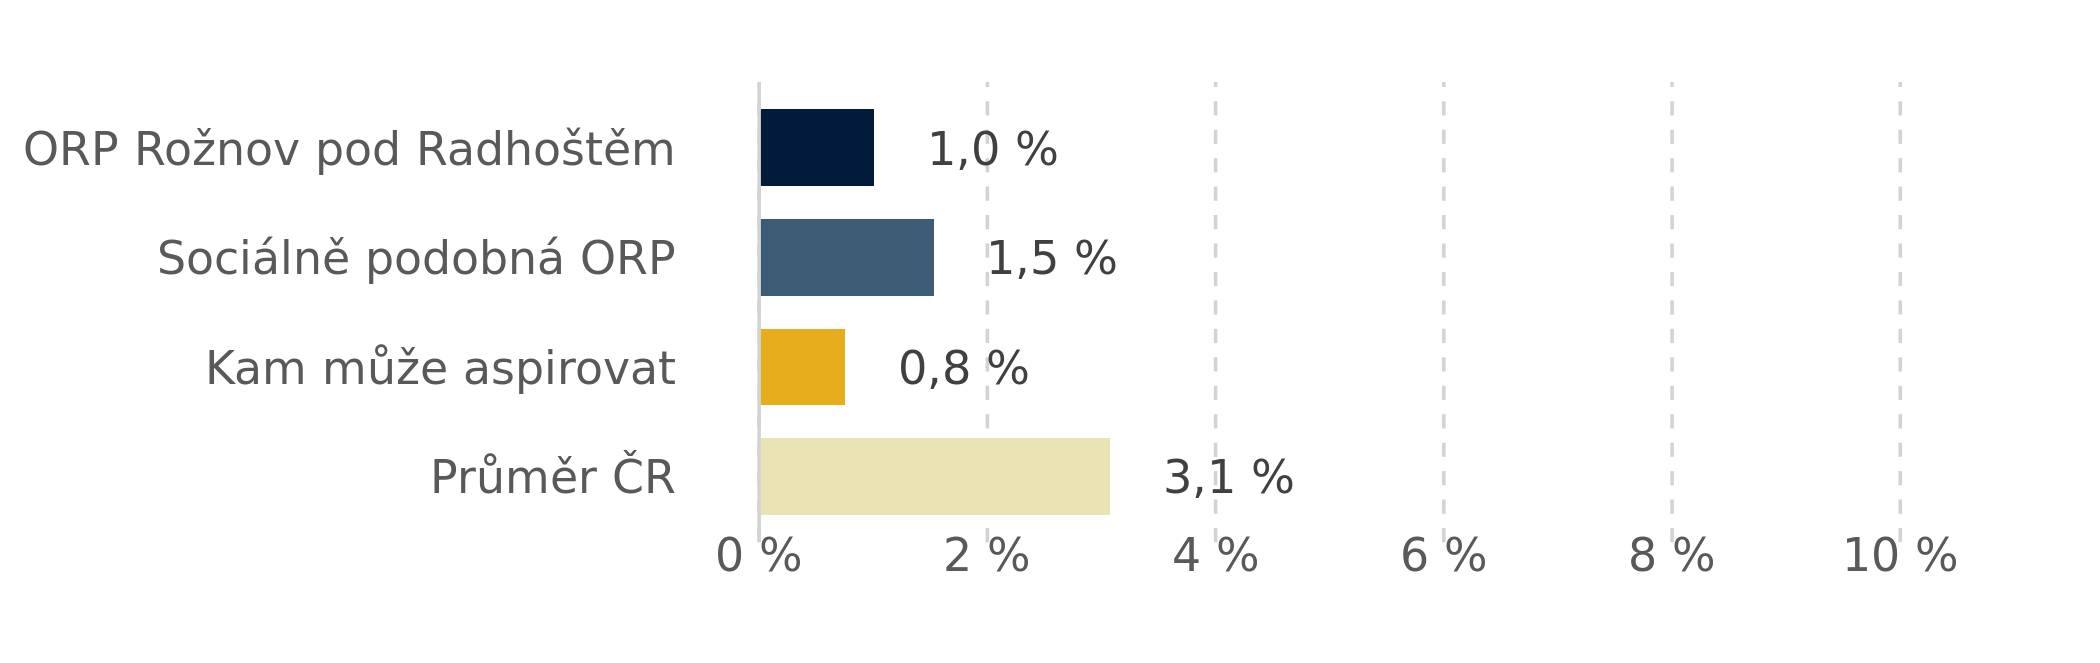 ORP Rožnov pod Radhoštěm 1,0 %
Sociálně podobná ORP 1,5 %
Kam může aspirovat 0,8 %
Průměr ČR 3,1 %
0 % 2 % 4 % 6 % 8 % 10 %